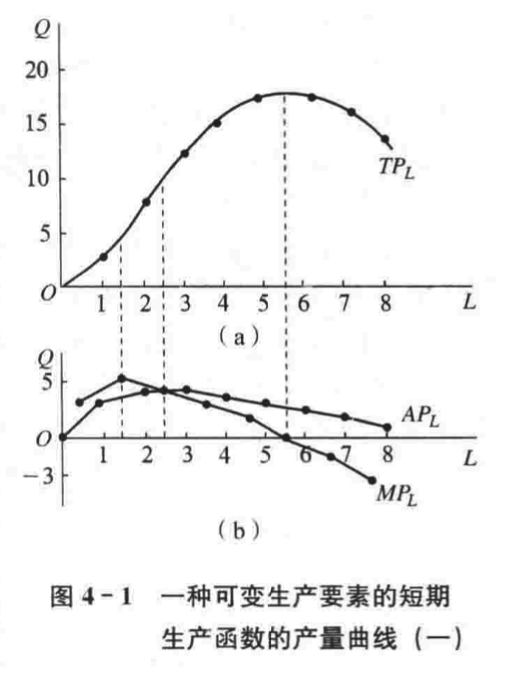 Q
20
15
10
5
O
1 2 3 4 5 6 7 8 L
TP_L
(a)
Q
5
O
-3
1 2 3 4 5 6 7 8 L
AP_L
MP_L
(b)
图 4-1 一种可变生产要素的短期
生产函数的产量曲线（一）